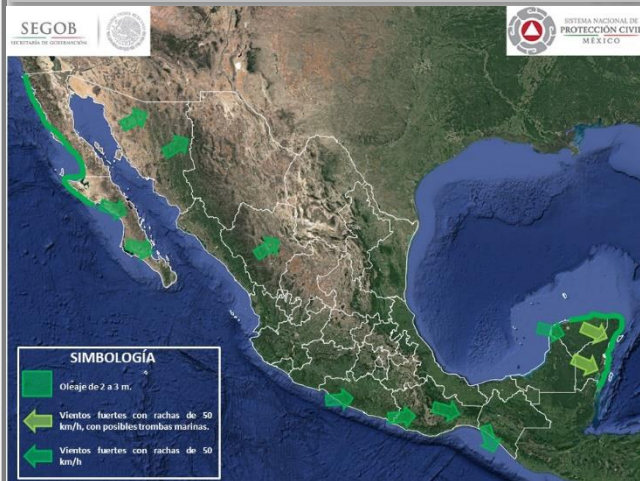 SEGOB
SECRETARÍA DE GOBERNACIÓN
SISTEMA NACIONAL DE
PROTECCIÓN CIVIL
MÉXICO
SIMBOLOGÍA
Oleaje de 2 a 3 m.
Vientos fuertes con rachas de 50
km/h, con posibles trombas marinas.
Vientos fuertes con rachas de 50
km/h